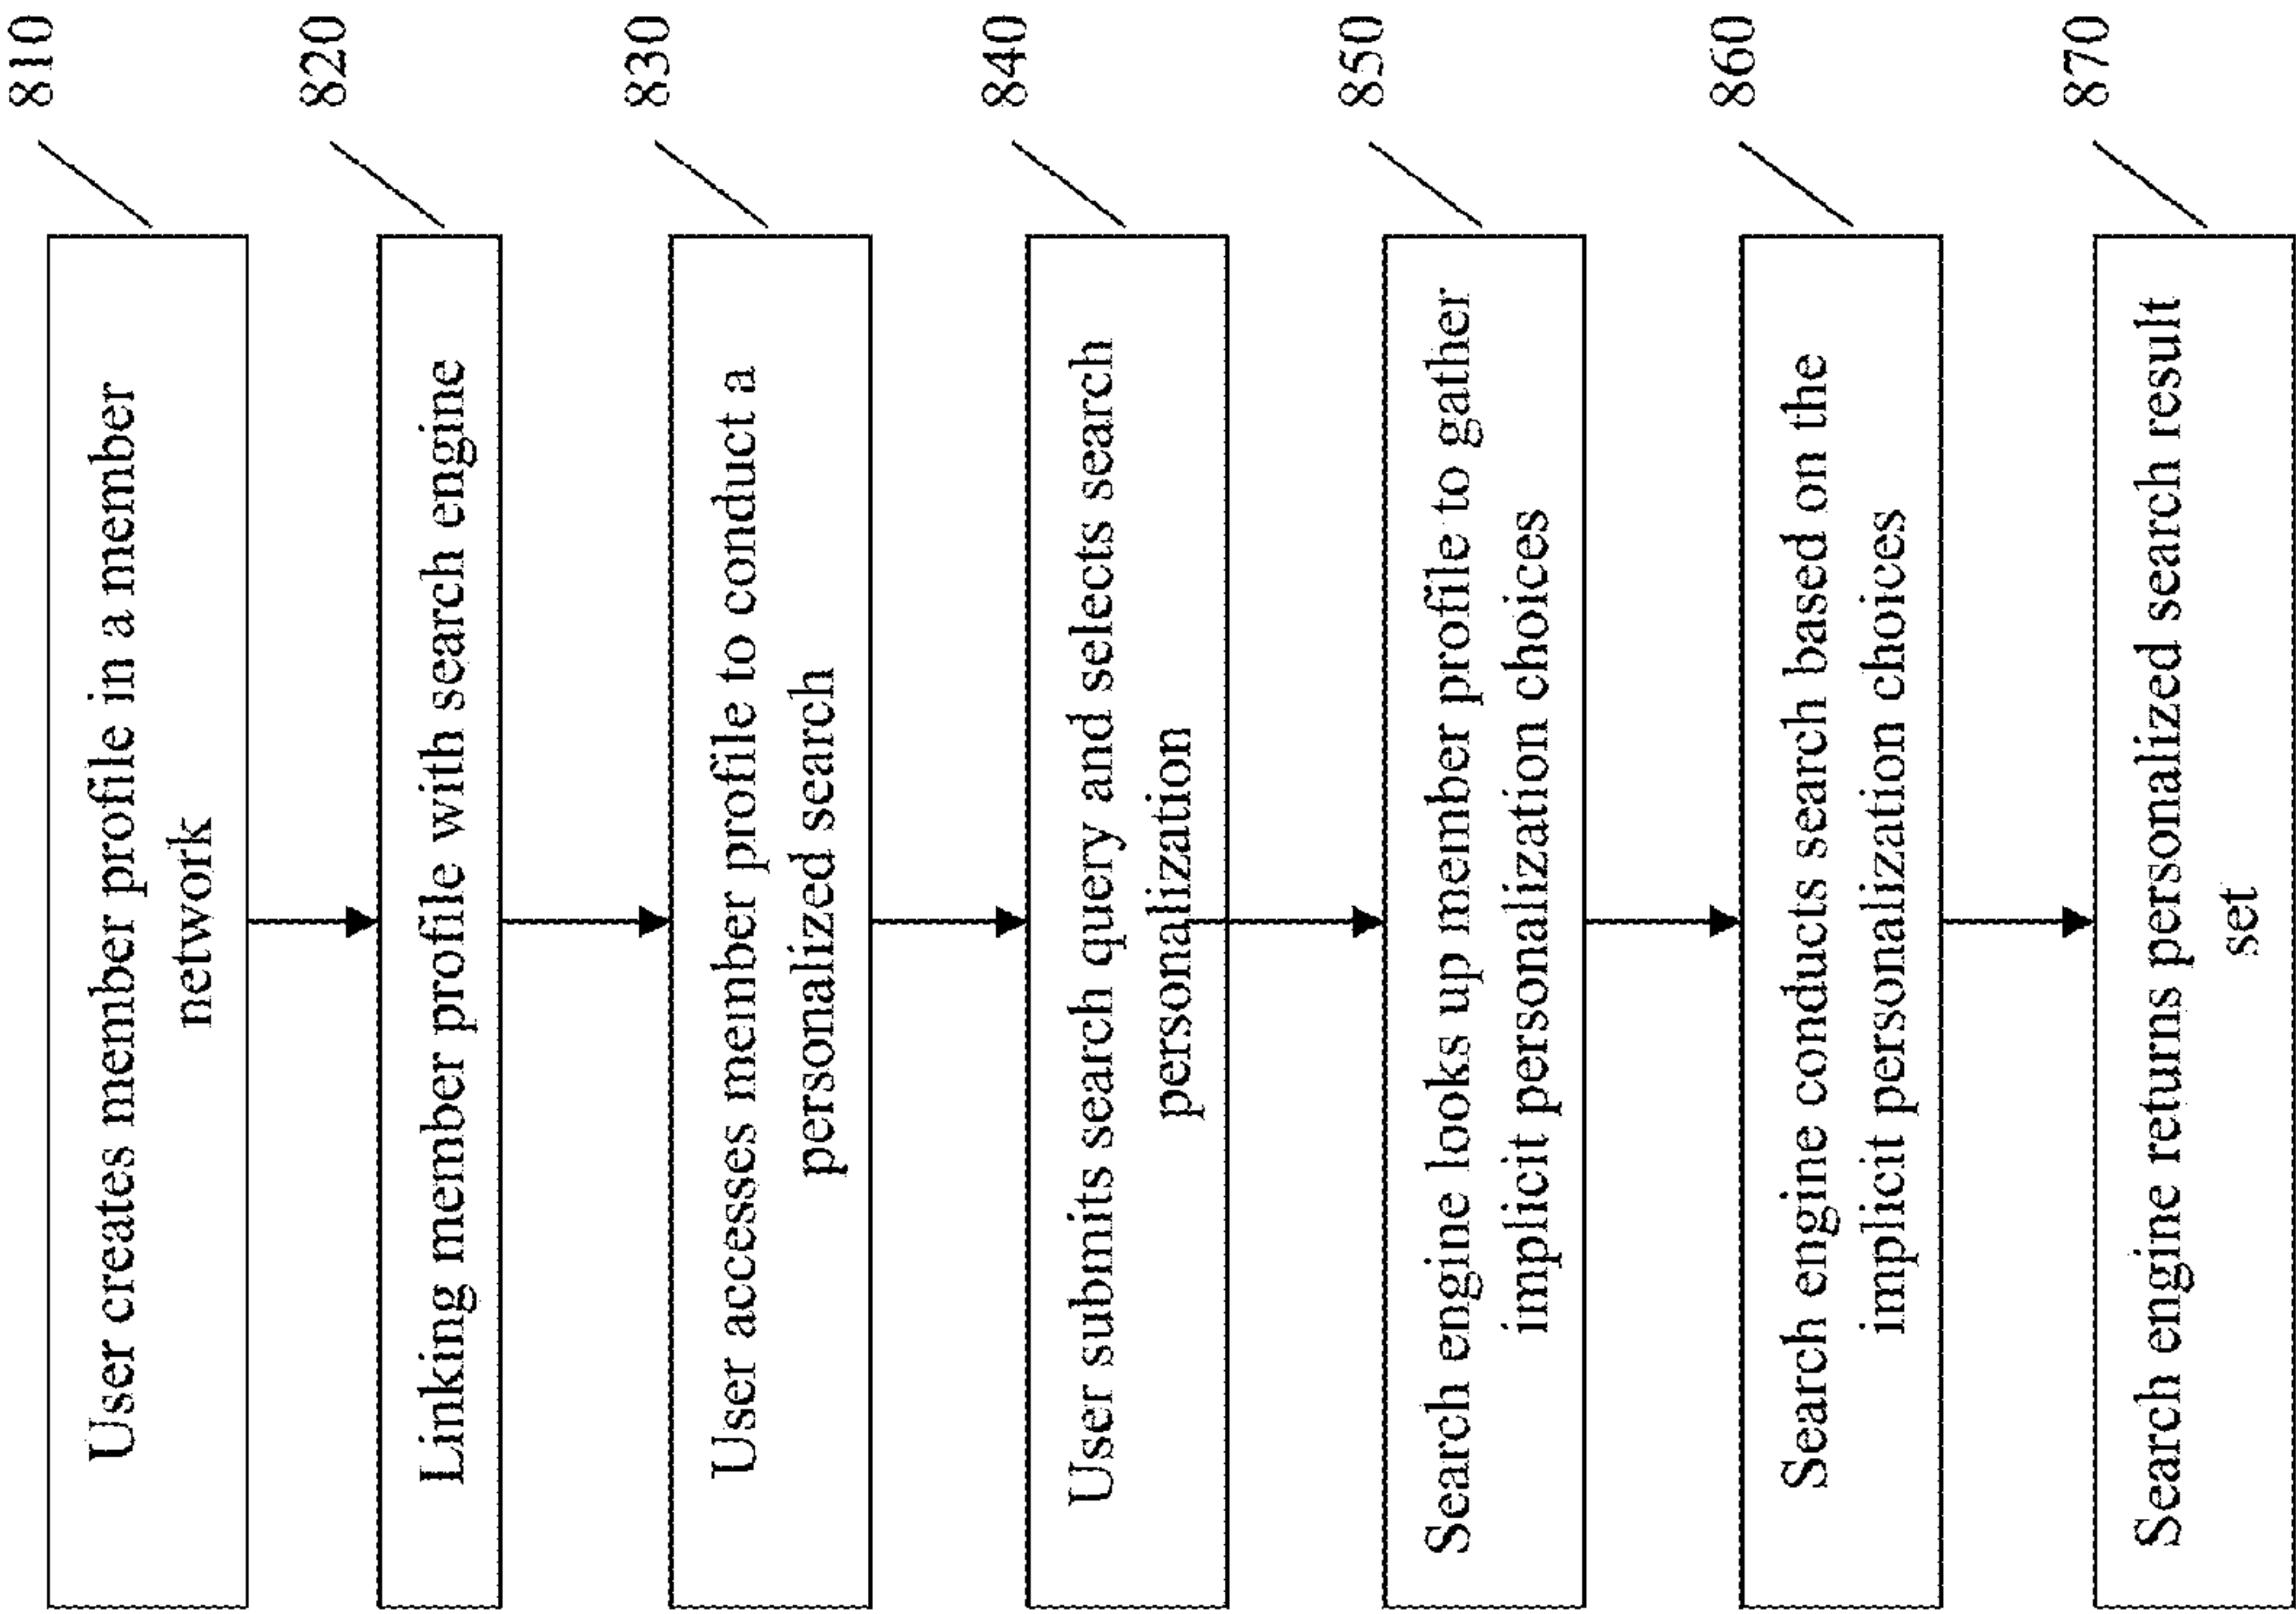 User creates member profile in a member
network
810
Linking member profile with search engine
820
User accesses member profile to conduct a
personalized search
830
User submits search query and selects search
personalization
840
Search engine looks up member profile to gather
implicit personalization choices
850
Search engine conducts search based on the
implicit personalization choices
860
Search engine returns personalized search result
set
870